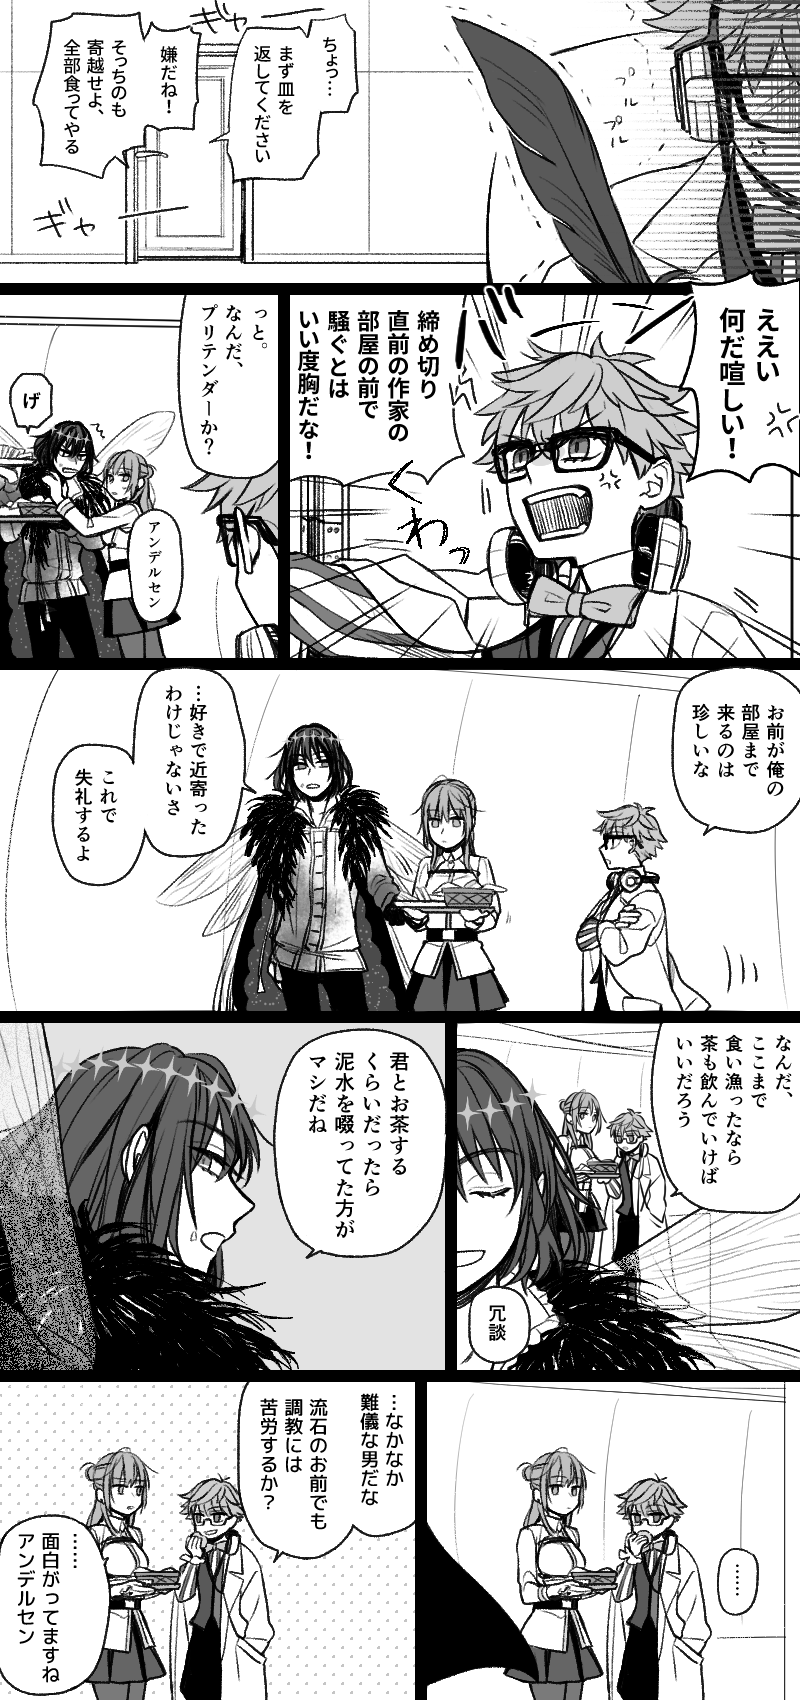 プル
プル
ちょっ…
まず皿を
返してください
嫌だね！
そっちのも
寄越せよ、
全部食ってやる
ギャー
ギャー
ええい
何だ喧しい！
締め切り
直前の作家の
部屋の前で
騒ぐとは
いい度胸だな！
くわっ
っと。
なんだ、
プリテンダーか？
げ
アンデルセン
お前が俺の
部屋まで
来るのは
珍しいな
…好きで近寄った
わけじゃないさ
これで
失礼するよ
なんだ、
ここまで
食い漁ったなら
茶も飲んでいけば
いいだろう
冗談
君とお茶する
くらいだったら
泥水を啜ってた方が
マシだね
……
…なかなか
難儀な男だな
流石のお前でも
調教には
苦労するか？
……
面白がってますね
アンデルセン